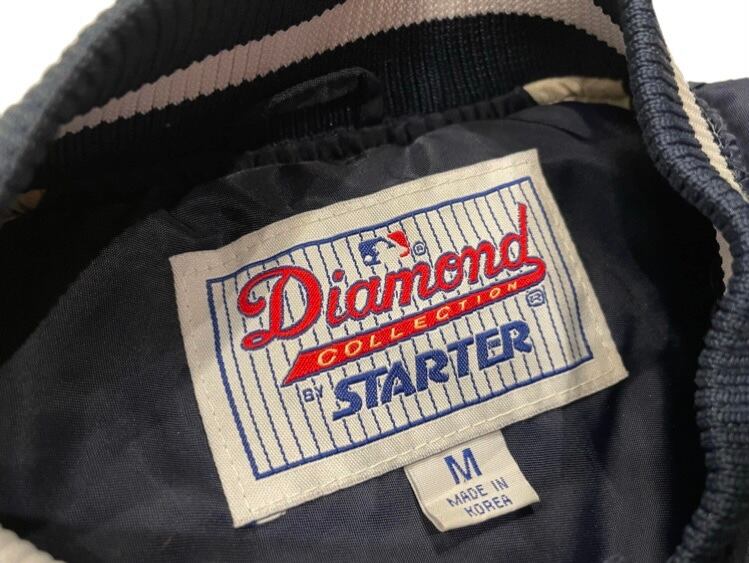 Diamond ®
COLLECTION ®
BY STARTER
M
MADE IN
KOREA